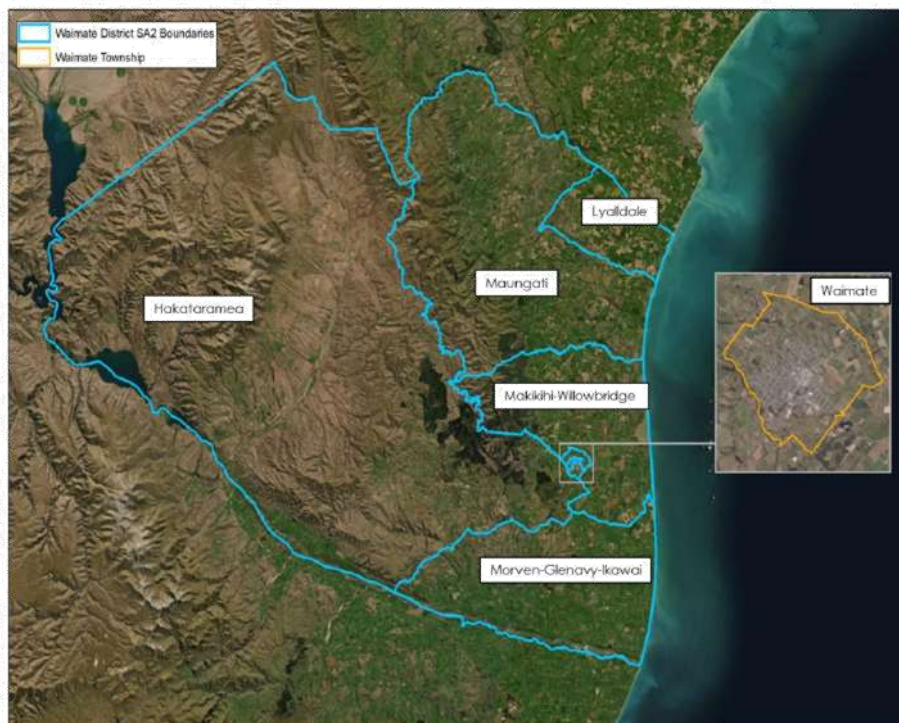 Waimate District SA2 Boundaries
Waimate Township
Lyalldale
Maungati
Waimate
Hakataramea
Makikihi-Willowbridge
Morven-Glenavy-Ikawai